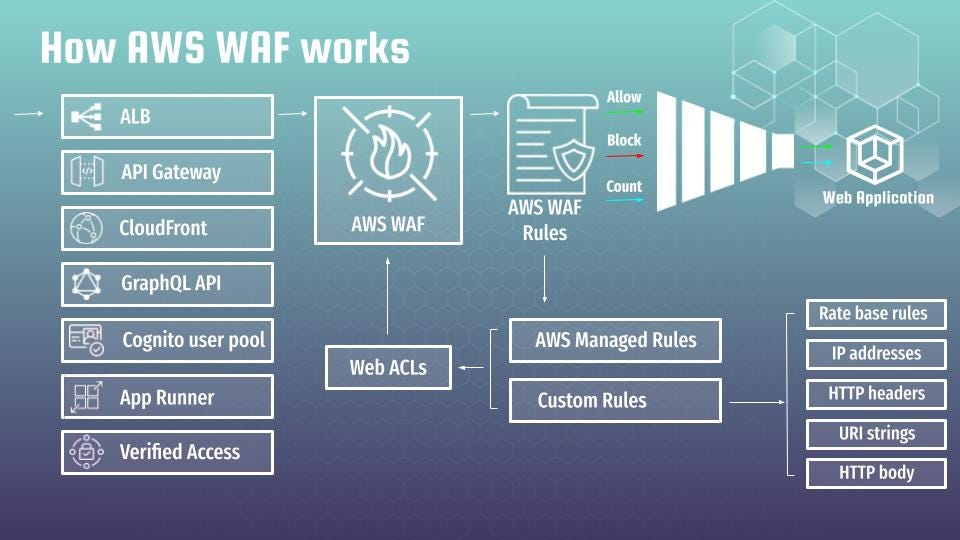 How AWS WAF works
ALB
API Gateway
CloudFront
GraphQL API
Cognito user pool
App Runner
Verified Access
AWS WAF
AWS WAF
Rules
Allow
Block
Count
Web Application
Web ACLs
AWS Managed Rules
Custom Rules
Rate base rules
IP addresses
HTTP headers
URI strings
HTTP body